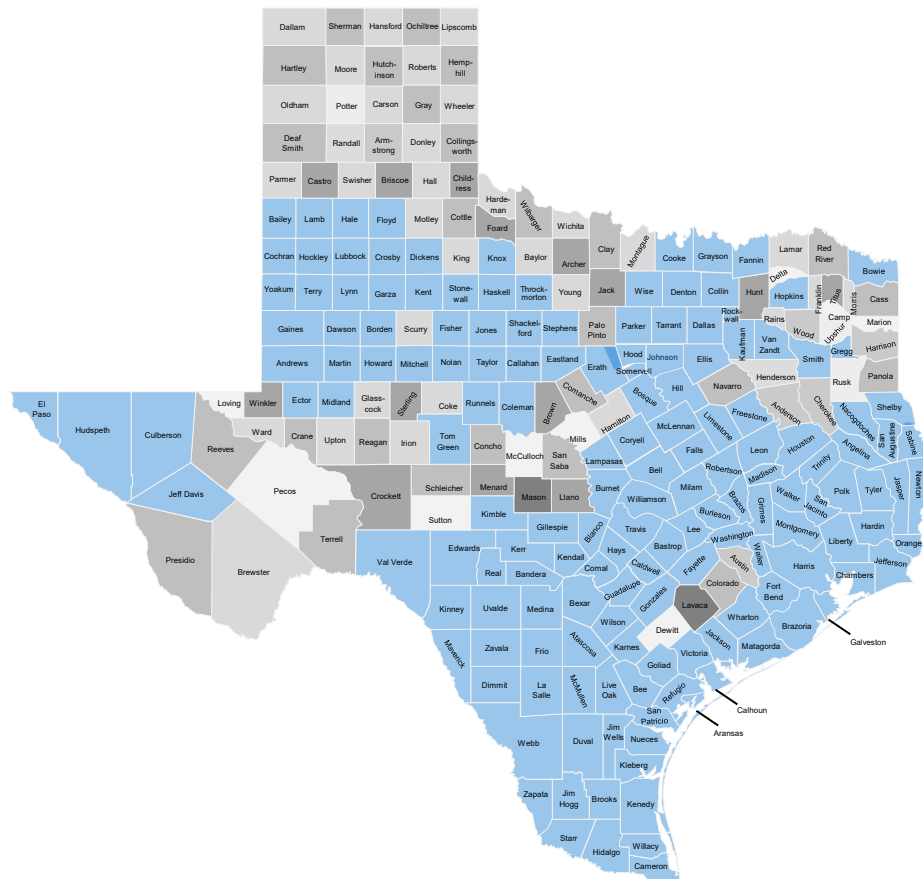 Dallam
Sherman
Hansford
Ochiltree
Lipscomb
Hartley
Moore
Hutch-
inson
Roberts
Hemp-
hill
Oldham
Potter
Carson
Gray
Wheeler
Deaf
Smith
Randall
Arm-
strong
Donley
Collings-
worth
Parmer
Castro
Swisher
Briscoe
Hall
Child-
ress
Bailey
Lamb
Hale
Floyd
Motley
Cottle
Harde-
man
Foard
Wilbarger
Wichita
Clay
Montague
Cochran
Hockley
Lubbock
Crosby
Dickens
King
Knox
Baylor
Archer
Cooke
Grayson
Fannin
Lamar
Red
River
Bowie
Delta
Yoakum
Terry
Lynn
Garza
Kent
Stone-
wall
Haskell
Throck-
morton
Young
Jack
Wise
Denton
Collin
Rock-
wall
Hunt
Hopkins
Franklin
Titus
Morris
Cass
Camp
Marion
Upshur
Gaines
Dawson
Borden
Scurry
Fisher
Jones
Shackel-
ford
Stephens
Palo
Pinto
Parker
Tarrant
Dallas
Kaufman
Rains
Wood
Van
Zandt
Smith
Gregg
Harrison
Andrews
Martin
Howard
Mitchell
Nolan
Taylor
Callahan
Eastland
Erath
Hood
Somervell
Johnson
Ellis
Navarro
Henderson
Rusk
Panola
El
Paso
Hudspeth
Culberson
Loving
Winkler
Ector
Midland
Glass-
cock
Sterling
Coke
Runnels
Coleman
Brown
Comanche
Hamilton
Bosque
Hill
Freestone
Anderson
Cherokee
Nacogdoches
Shelby
San
Augustine
Sabine
Reeves
Ward
Crane
Upton
Reagan
Irion
Tom
Green
Concho
McCulloch
San
Saba
Mills
Lampasas
Coryell
McLennan
Limestone
Falls
Leon
Houston
Angelina
Trinity
Jeff Davis
Pecos
Crockett
Schleicher
Menard
Mason
Llano
Burnet
Bell
Robertson
Madison
Walker
San
Jacinto
Polk
Tyler
Jasper
Newton
Sutton
Kimble
Williamson
Milam
Brazos
Grimes
Burleson
Montgomery
Liberty
Hardin
Orange
Presidio
Brewster
Terrell
Val Verde
Edwards
Gillespie
Kerr
Real
Bandera
Kendall
Blanco
Hays
Comal
Travis
Caldwell
Bastrop
Lee
Washington
Fayette
Austin
Waller
Harris
Chambers
Jefferson
Kinney
Uvalde
Medina
Bexar
Guadalupe
Gonzales
Lavaca
Colorado
Fort
Bend
Wharton
Brazoria
Galveston
Maverick
Zavala
Frio
Atascosa
Wilson
Karnes
Dewitt
Jackson
Matagorda
Victoria
Goliad
Dimmit
La
Salle
McMullen
Live
Oak
Bee
Refugio
Calhoun
San
Patricio
Aransas
Webb
Duval
Jim
Wells
Nueces
Kleberg
Zapata
Jim
Hogg
Brooks
Kenedy
Starr
Hidalgo
Willacy
Cameron